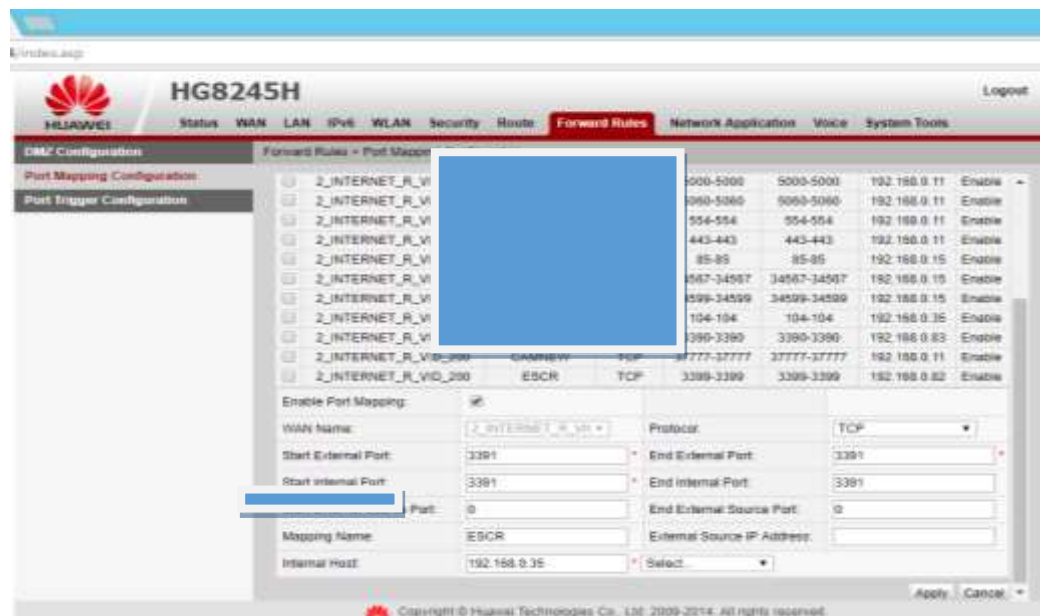 /index.asp
HUAWEI
HG8245H
Logout
Status WAN LAN IPv6 WLAN Security Route Forward Rules Network Application Voice System Tools
DMZ Configuration
Port Mapping Configuration
Port Trigger Configuration
Forward Rules > Port Mapping
2_INTERNET_R_VI 5000-5000 5000-5000 192.168.0.11 Enable
2_INTERNET_R_VI 5060-5060 5060-5060 192.168.0.11 Enable
2_INTERNET_R_VI 554-554 554-554 192.168.0.11 Enable
2_INTERNET_R_VI 443-443 443-443 192.168.0.11 Enable
2_INTERNET_R_VI 85-85 85-85 192.168.0.15 Enable
2_INTERNET_R_VI 34567-34567 192.168.0.15 Enable
2_INTERNET_R_VI 34599-34599 192.168.0.15 Enable
2_INTERNET_R_VI 104-104 104-104 192.168.0.35 Enable
2_INTERNET_R_VI 3390-3390 3390-3390 192.168.0.83 Enable
2_INTERNET_R_VID_200 CAMNEW TCP 37777-37777 37777-37777 192.168.0.11 Enable
2_INTERNET_R_VID_200 ESCR TCP 3399-3399 3399-3399 192.168.0.82 Enable
Enable Port Mapping:
WAN Name: 2_INTERNET_R_VI Protocol: TCP
Start External Port: 3391 * End External Port: 3391 *
Start Internal Port: 3391 * End Internal Port: 3391
Port: 0 End External Source Port: 0
Mapping Name: ESCR External Source IP Address:
Internal Host: 192.168.0.35 * Select...
Apply Cancel
Copyright © Huawei Technologies Co., Ltd. 2009-2014. All rights reserved.